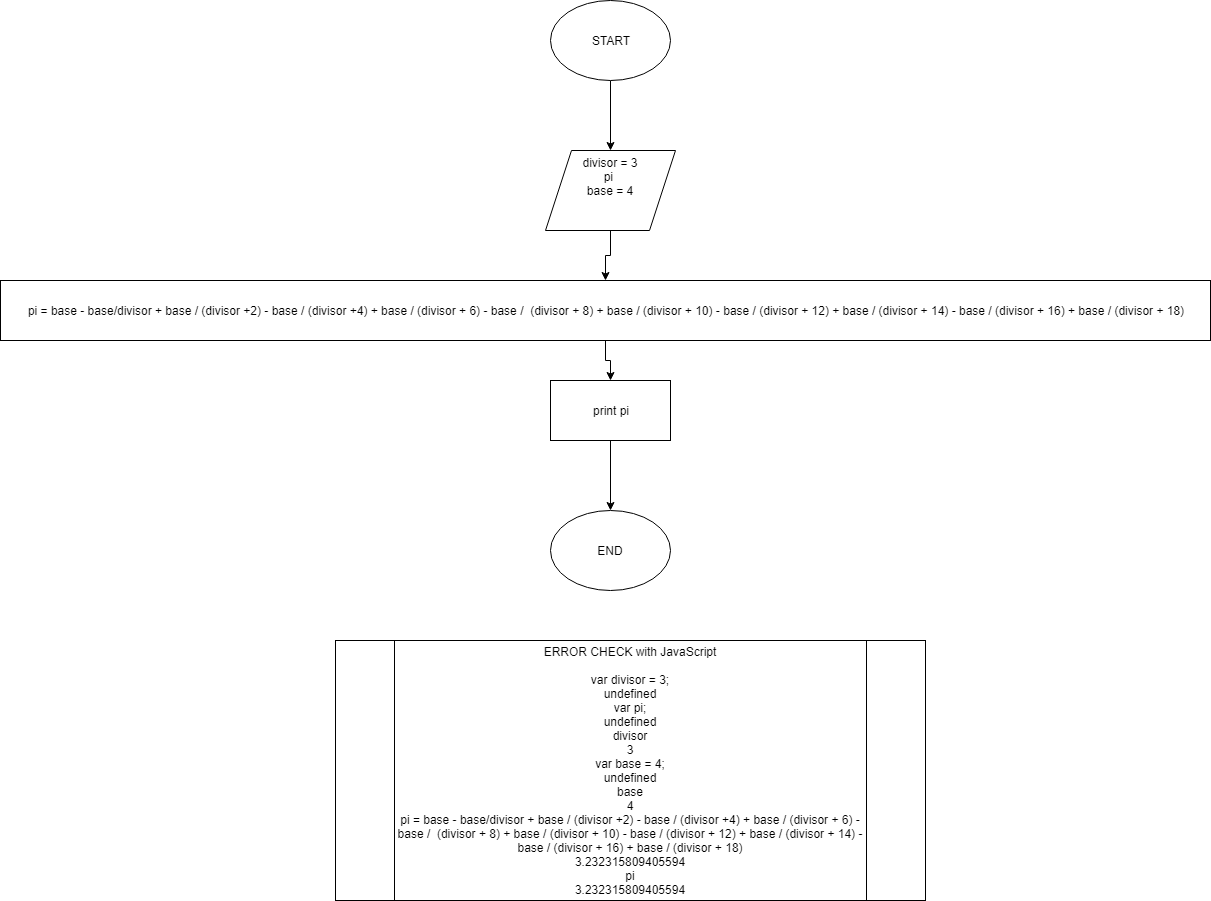 START
divisor = 3
pi
base = 4
pi = base - base/divisor + base / (divisor +2) - base / (divisor +4) + base / (divisor + 6) - base /  (divisor + 8) + base / (divisor + 10) - base / (divisor + 12) + base / (divisor + 14) - base / (divisor + 16) + base / (divisor + 18)
print pi
END
ERROR CHECK with JavaScript
var divisor = 3;
undefined
var pi;
undefined
divisor
3
var base = 4;
undefined
base
4
pi = base - base/divisor + base / (divisor +2) - base / (divisor +4) + base / (divisor + 6) -
base /  (divisor + 8) + base / (divisor + 10) - base / (divisor + 12) + base / (divisor + 14) -
base / (divisor + 16) + base / (divisor + 18)
3.232315809405594
pi
3.232315809405594